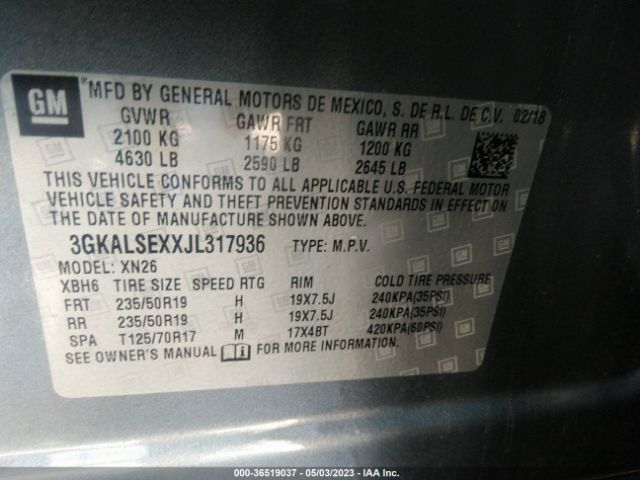 GM
MFD BY GENERAL MOTORS DE MEXICO, S. DE R.L. DE C.V. 02/18
GVWR GAWR FRT GAWR RR
2100 KG 1175 KG 1200 KG
4630 LB 2590 LB 2645 LB
THIS VEHICLE CONFORMS TO ALL APPLICABLE U.S. FEDERAL MOTOR
VEHICLE SAFETY AND THEFT PREVENTION STANDARDS IN EFFECT ON
THE DATE OF MANUFACTURE SHOWN ABOVE.
3GKALSEXXJL317936 TYPE: M.P.V.
MODEL: XN26
XBH6 TIRE SIZE SPEED RTG RIM COLD TIRE PRESSURE
FRT 235/50R19 H 19X7.5J 240KPA(35PSI)
RR 235/50R19 H 19X7.5J 240KPA(35PSI)
SPA T125/70R17 M 17X4BT 420KPA(60PSI)
SEE OWNER'S MANUAL FOR MORE INFORMATION.
000-36519037 - 05/03/2023 - IAA Inc.